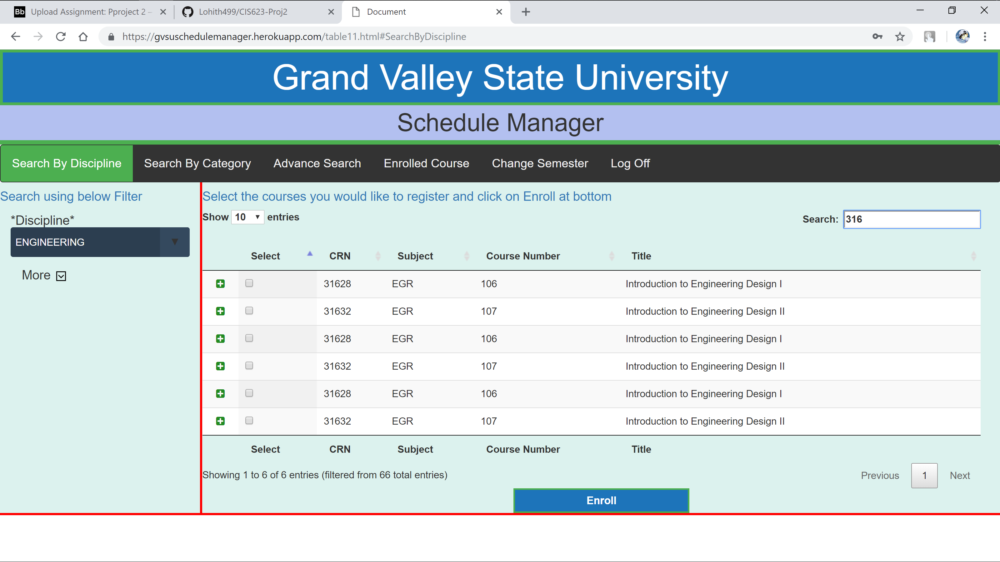 Bb Upload Assignment: Pproject 2 – Lohith499/CIS623-Proj2 Document
https://gvsuschedulemanager.herokuapp.com/table11.html#SearchByDiscipline
Grand Valley State University
Schedule Manager
Search By Discipline Search By Category Advance Search Enrolled Course Change Semester Log Off
Search using below Filter
*Discipline*
ENGINEERING
More
Select the courses you would like to register and click on Enroll at bottom
Show 10 entries Search: 316
Select CRN Subject Course Number Title
31628 EGR 106 Introduction to Engineering Design I
31632 EGR 107 Introduction to Engineering Design II
31628 EGR 106 Introduction to Engineering Design I
31632 EGR 107 Introduction to Engineering Design II
31628 EGR 106 Introduction to Engineering Design I
31632 EGR 107 Introduction to Engineering Design II
Select CRN Subject Course Number Title
Showing 1 to 6 of 6 entries (filtered from 66 total entries) Previous 1 Next
Enroll